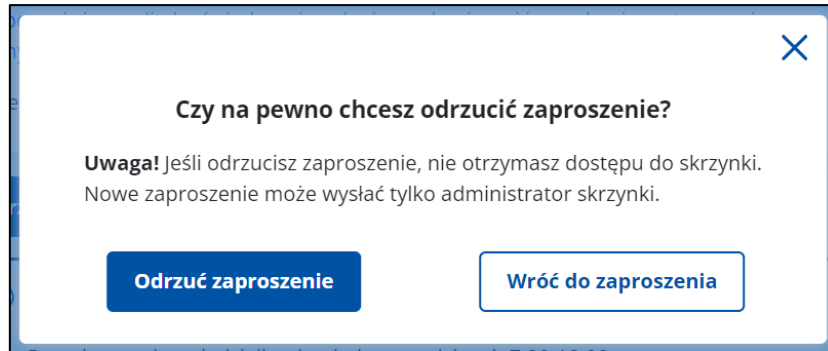 Czy na pewno chcesz odrzucić zaproszenie?
Uwaga! Jeśli odrzucisz zaproszenie, nie otrzymasz dostępu do skrzynki.
Nowe zaproszenie może wysłać tylko administrator skrzynki.
Odrzuć zaproszenie
Wróć do zaproszenia